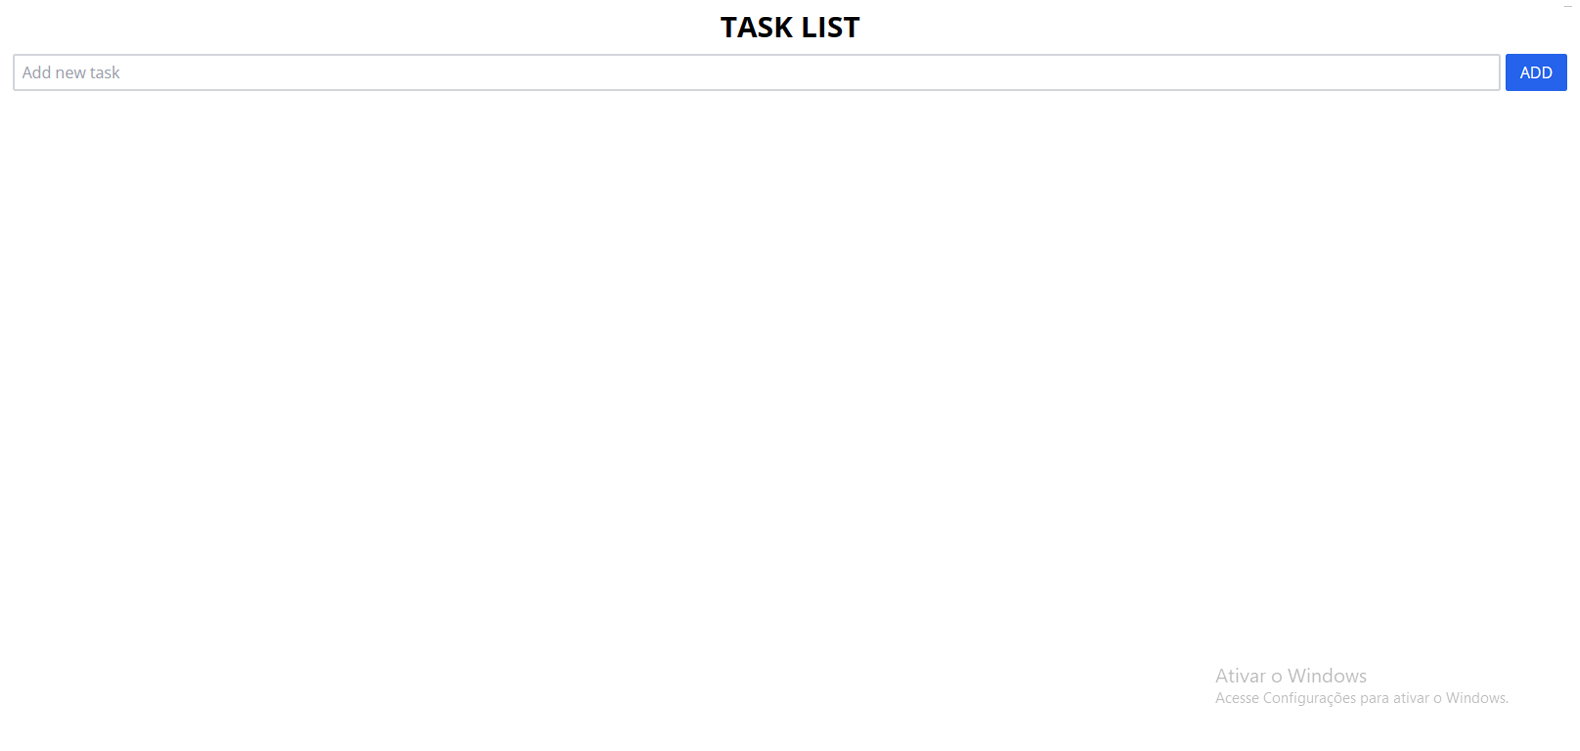 TASK LIST
Add new task
ADD
Ativar o Windows
Acesse Configurações para ativar o Windows.